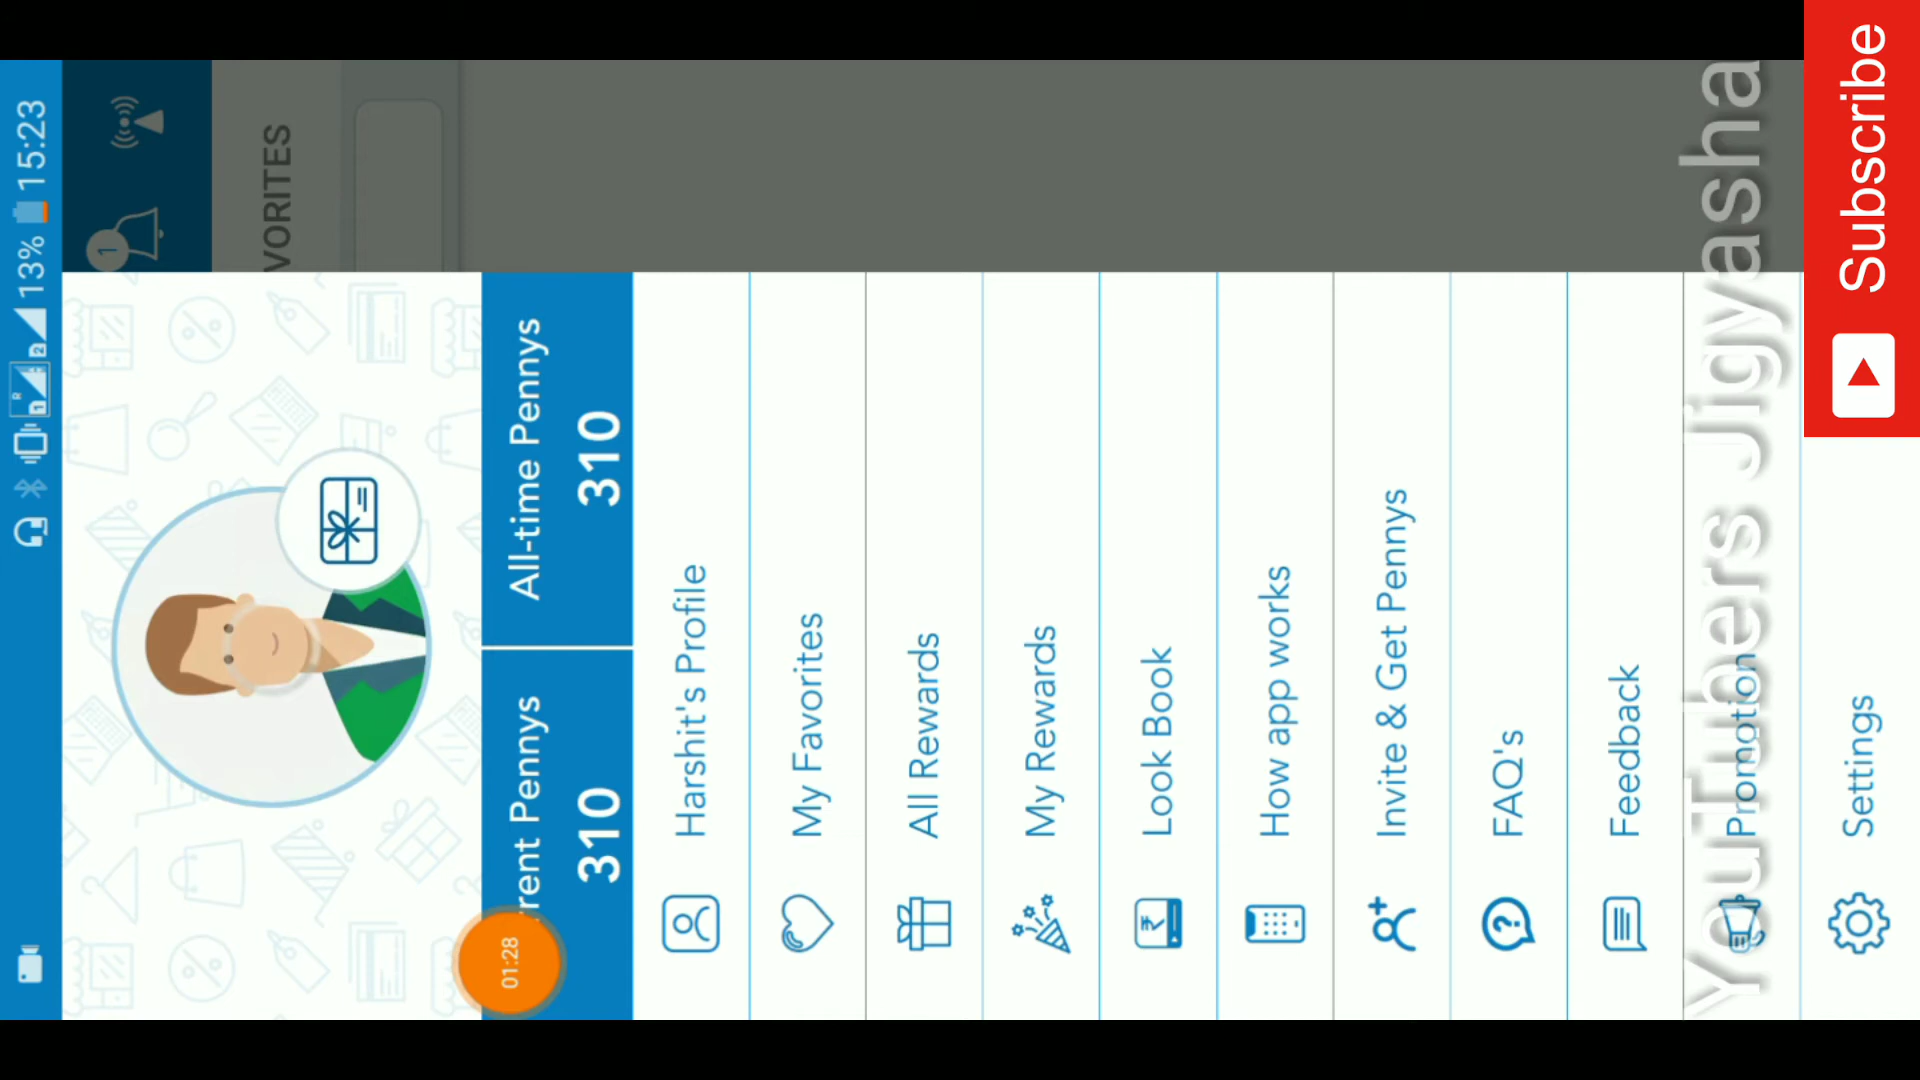 13% 15:23
1
VORITES
rent Pennys
310
All-time Pennys
310
01:28
Harshit's Profile
My Favorites
All Rewards
My Rewards
Look Book
How app works
Invite & Get Pennys
FAQ's
Feedback
Promotion
Settings
YouTubers Jigyasha
Subscribe